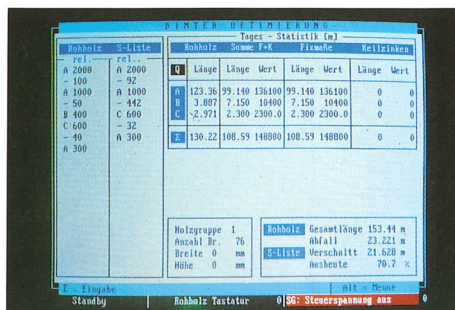 DIMTER OPTIMIERUNG
Tages - Statistik [m]
Rohholz S-Liste
rel. rel.
A 2000 A 2000
- 100 - 92
A 1000 A 1000
- 50 - 442
B 400 C 600
C 600 - 32
- 40 A 300
A 300
Rohholz Summe F+K Fixmaße Keilzinken
Q Länge Länge Wert Länge Wert Länge Wert
A 123.36 99.140 136100 99.140 136100 0 0
B 3.887 7.150 10400 7.150 10400 0 0
C 2.971 2.300 2300.0 2.300 2300.0 0 0
Σ 130.22 108.59 148800 108.59 148800 0 0
Holzgruppe 1
Anzahl Br. 76
Breite 0 mm
Höhe 0 mm
Rohholz Gesamtlänge 153.44 m
Abfall 23.221 m
S-Liste Verschnitt 21.628 m
Ausbeute 70.7 %
E - Eingabe Alt = Menue
Standby Rohholz Tastatur 0 SG: Steuerspannung aus 0